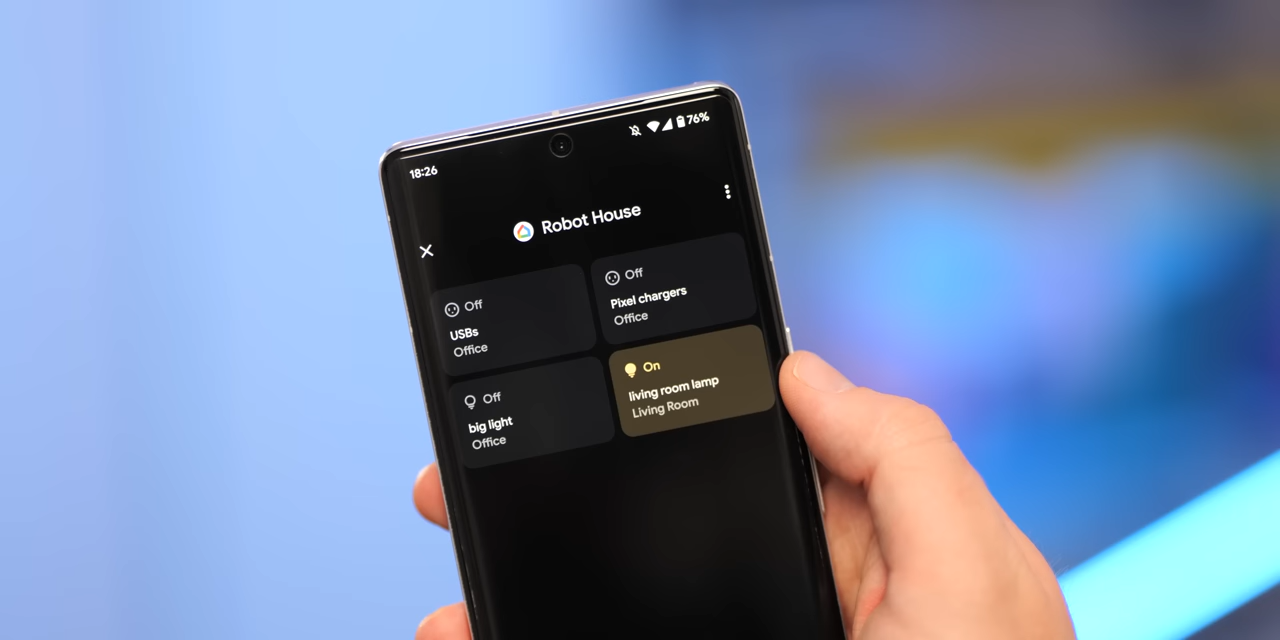 18:26
76%
Robot House
Off
USBs
Office
Off
Pixel chargers
Office
Off
big light
Office
On
living room lamp
Living Room